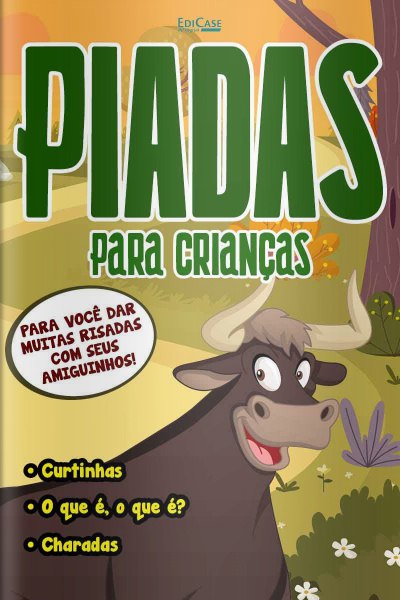 EdiCase
PIADAS
PARA CRIANÇAS
PARA VOCÊ DAR
MUITAS RISADAS
COM SEUS
AMIGUINHOS!
• Curtinhas
• O que é, o que é?
• Charadas